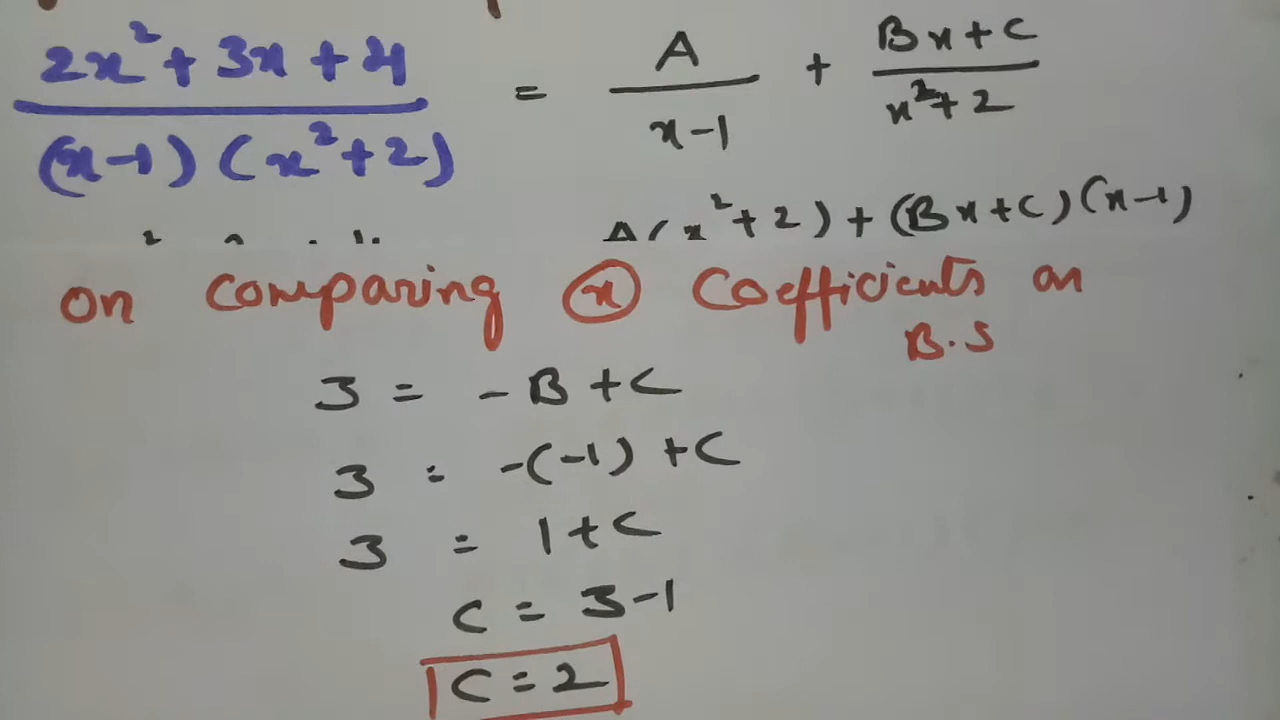 2x² + 3x + 4 / (x-1) (x²+2) = A / x-1 + Bx+C / x²+2
A(x²+2) + (Bx+C)(x-1)
on comparing x coefficients on
B.S
3 = -B+C
3 = -(-1) +C
3 = 1+C
C = 3-1
C = 2